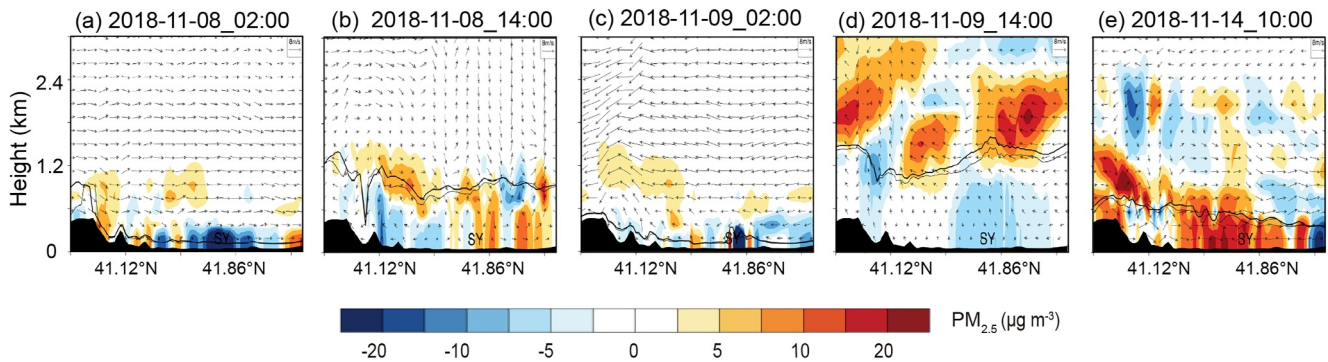 (a) 2018-11-08_02:00 (b) 2018-11-08_14:00 (c) 2018-11-09_02:00 (d) 2018-11-09_14:00 (e) 2018-11-14_10:00
8m/s 8m/s 8m/s 8m/s 8m/s
Height (km)
2.4
1.2
0
SY SY SY SY SY
41.12°N 41.86°N 41.12°N 41.86°N 41.12°N 41.86°N 41.12°N 41.86°N 41.12°N 41.86°N
PM2.5 (μg m-3)
-20 -10 -5 0 5 10 20